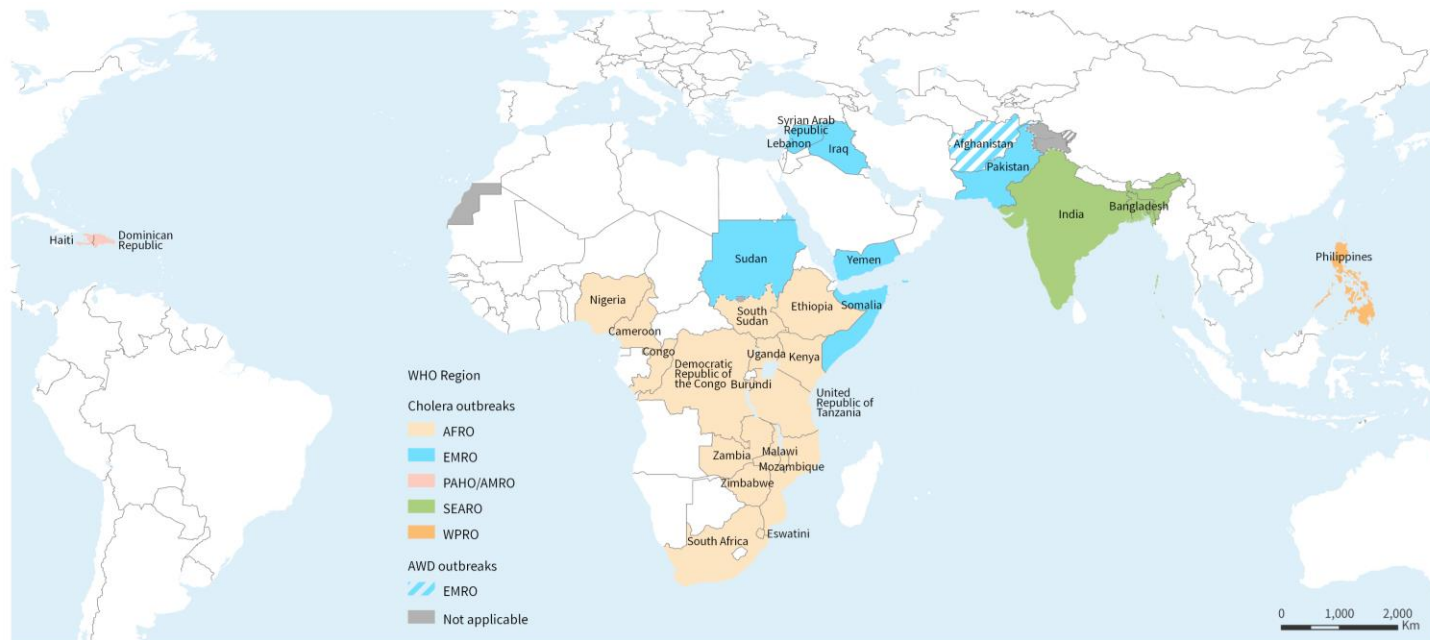 Syrian Arab
Republic
Lebanon
Iraq
Afghanistan
Pakistan
India
Bangladesh
Haiti
Dominican
Republic
Sudan
Yemen
Philippines
Nigeria
South
Sudan
Ethiopia
Somalia
Cameroon
Congo
Democratic
Republic of
the Congo
Uganda
Kenya
Burundi
United
Republic of
Tanzania
Zambia
Malawi
Mozambique
Zimbabwe
South Africa
Eswatini
WHO Region
Cholera outbreaks
AFRO
EMRO
PAHO/AMRO
SEARO
WPRO
AWD outbreaks
EMRO
Not applicable
0 1,000 2,000
Km